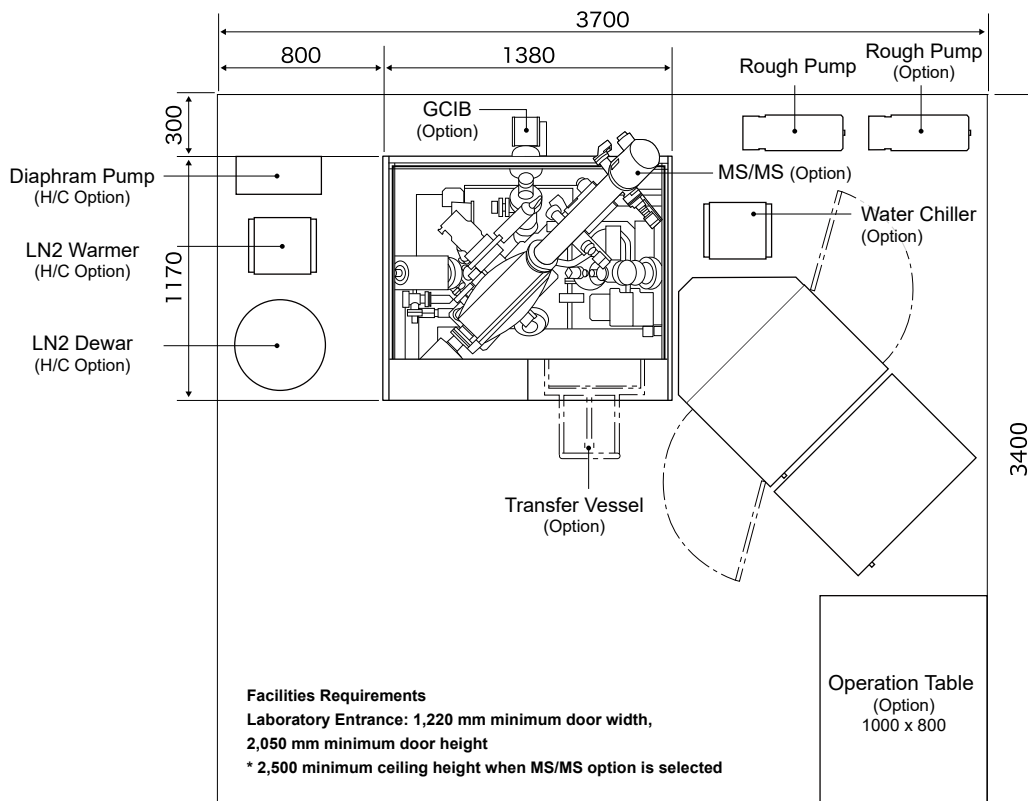 3700
800
1380
Rough Pump
Rough Pump
(Option)
300
GCIB
(Option)
Diaphram Pump
(H/C Option)
MS/MS (Option)
LN2 Warmer
(H/C Option)
Water Chiller
(Option)
1170
LN2 Dewar
(H/C Option)
3400
Transfer Vessel
(Option)
Facilities Requirements
Laboratory Entrance: 1,220 mm minimum door width,
2,050 mm minimum door height
* 2,500 minimum ceiling height when MS/MS option is selected
Operation Table
(Option)
1000 x 800